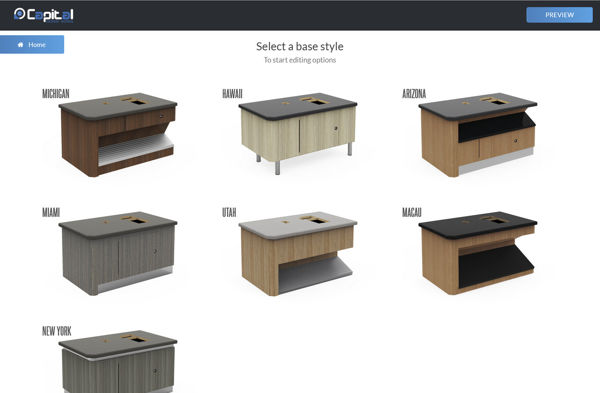 Capital
PREVIEW
Home
Select a base style
To start editing options
MICHIGAN
HAWAII
ARIZONA
MIAMI
UTAH
MACAU
NEW YORK